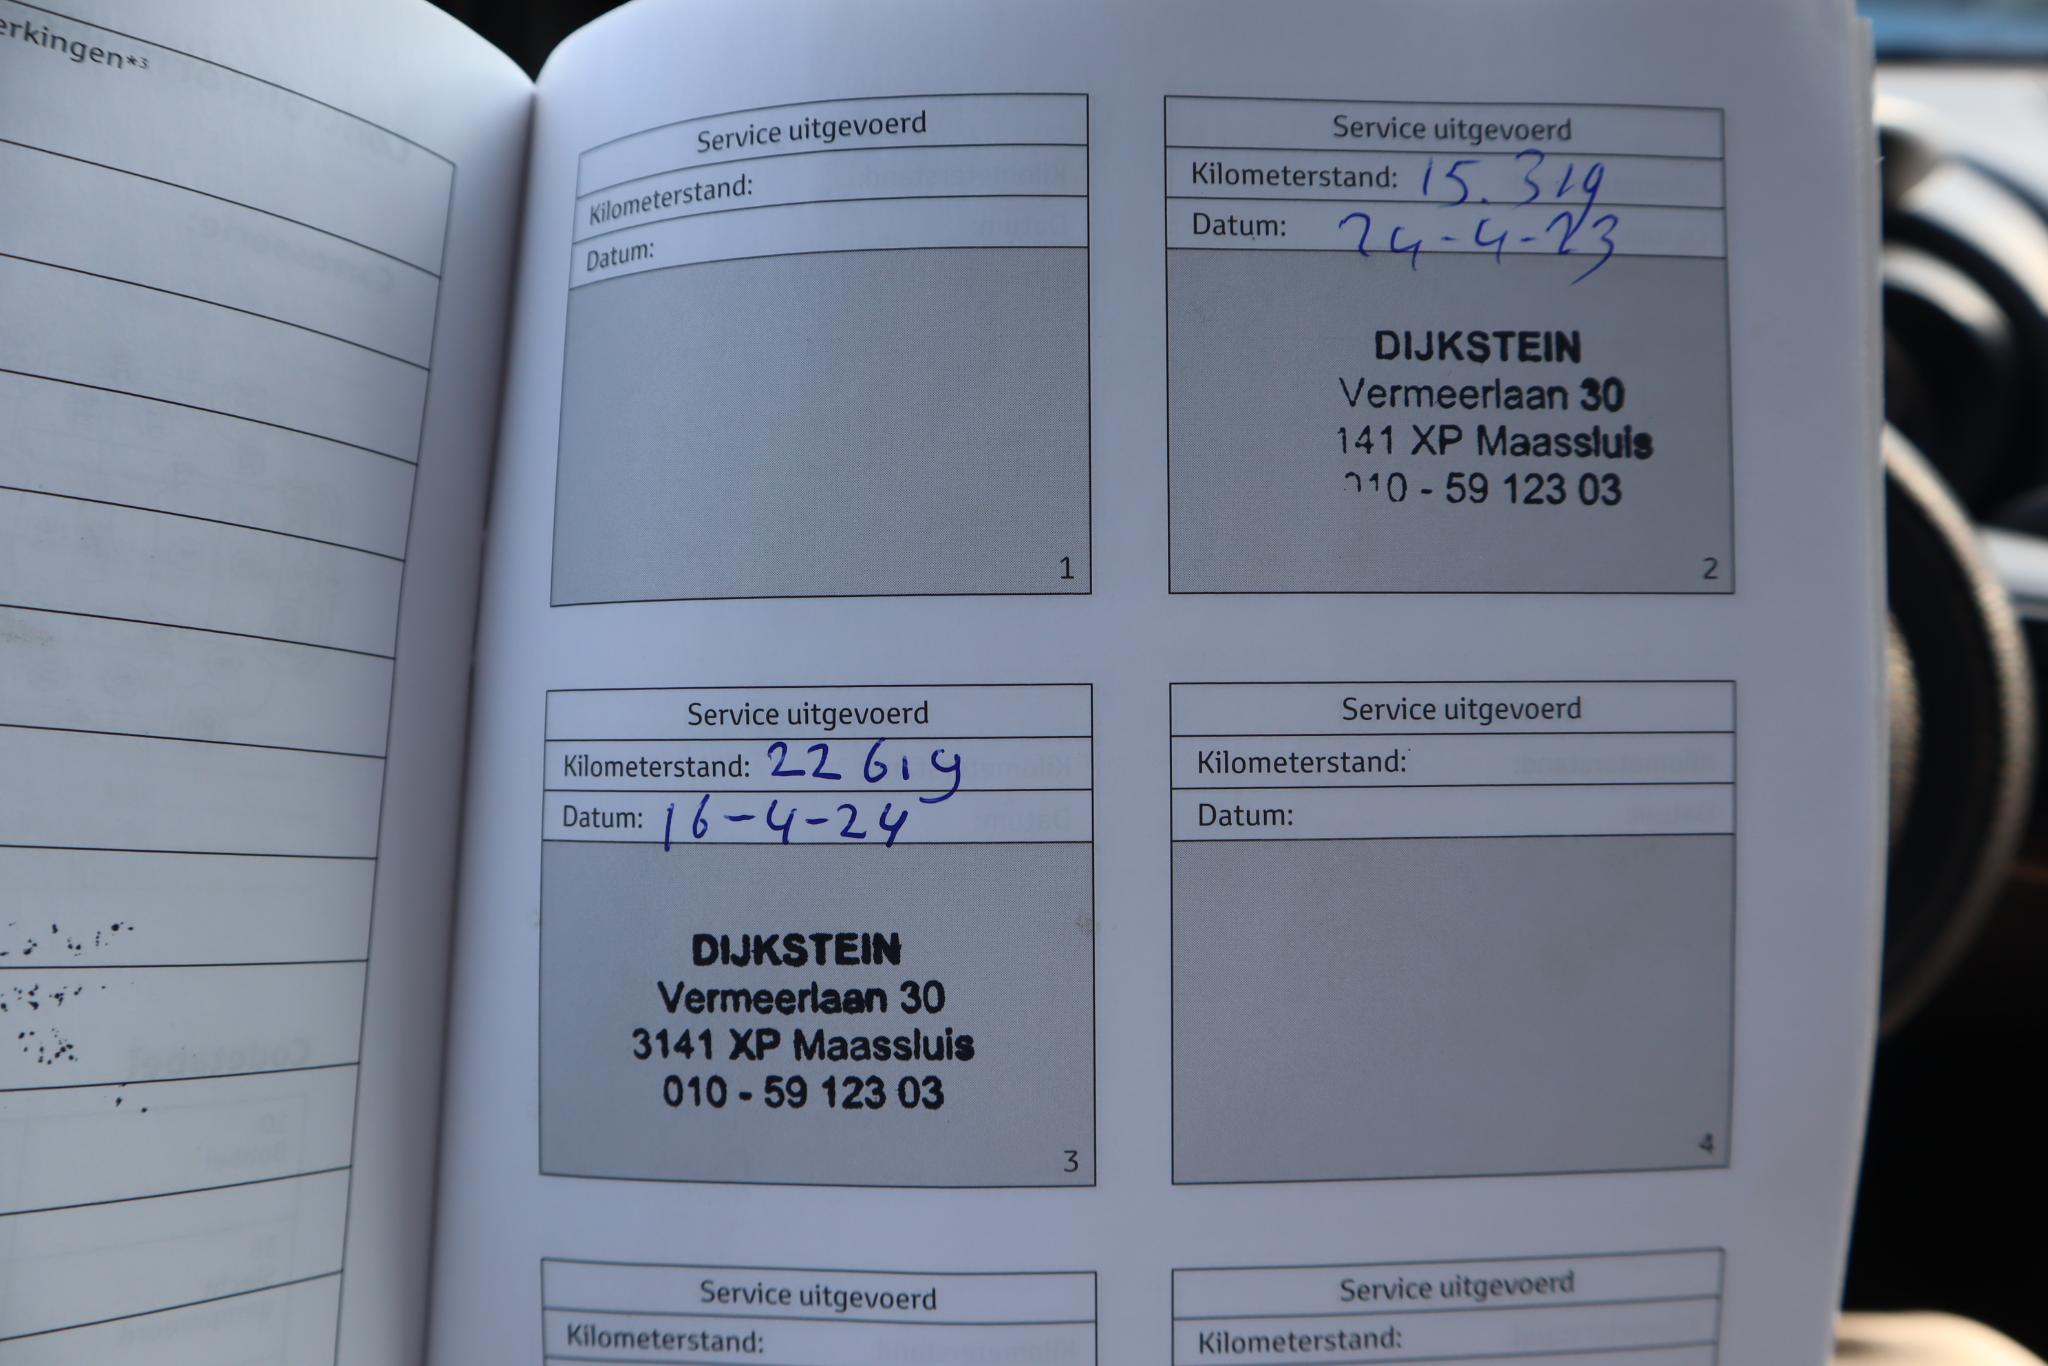 erkingen*³
Service uitgevoerd
Kilometerstand:
Datum:
1
Service uitgevoerd
Kilometerstand: 15.319
Datum: 24-4-23
DIJKSTEIN
Vermeerlaan 30
141 XP Maassluis
010 - 59 123 03
2
Service uitgevoerd
Kilometerstand: 22619
Datum: 16-4-24
DIJKSTEIN
Vermeerlaan 30
3141 XP Maassluis
010 - 59 123 03
3
Service uitgevoerd
Kilometerstand:
Datum:
4
Service uitgevoerd
Kilometerstand:
Service uitgevoerd
Kilometerstand: